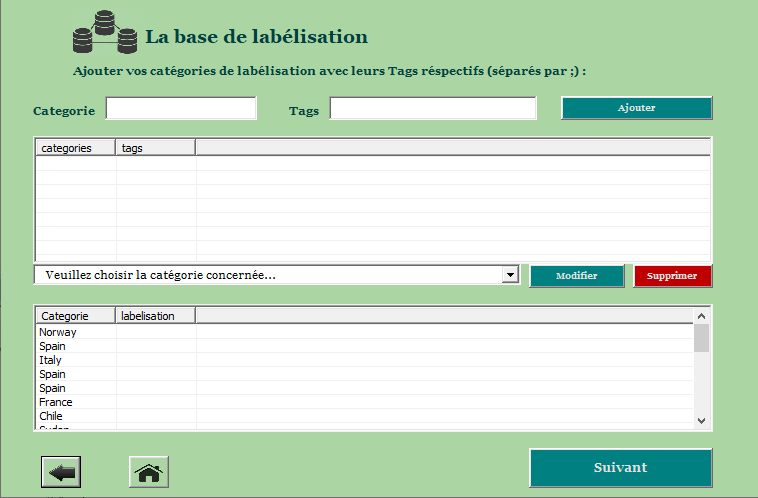 La base de labélisation
Ajouter vos catégories de labélisation avec leurs Tags réspectifs (séparés par ;) :
Categorie Tags Ajouter
categories tags
Veuillez choisir la catégorie concernée... Modifier Supprimer
Categorie labelisation
Norway
Spain
Italy
Spain
Spain
France
Chile
Suivant